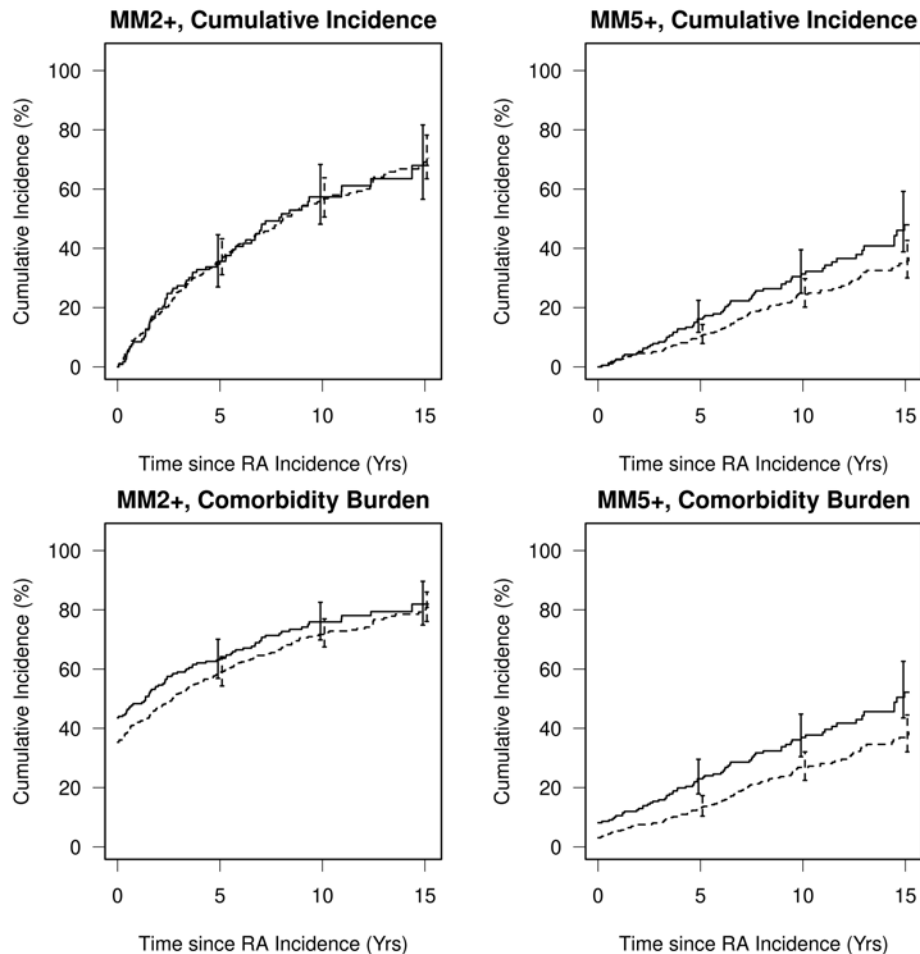 MM2+, Cumulative Incidence
Cumulative Incidence (%)
100
80
60
40
20
0
0 5 10 15
Time since RA Incidence (Yrs)
MM5+, Cumulative Incidence
Cumulative Incidence (%)
100
80
60
40
20
0
0 5 10 15
Time since RA Incidence (Yrs)
MM2+, Comorbidity Burden
Cumulative Incidence (%)
100
80
60
40
20
0
0 5 10 15
Time since RA Incidence (Yrs)
MM5+, Comorbidity Burden
Cumulative Incidence (%)
100
80
60
40
20
0
0 5 10 15
Time since RA Incidence (Yrs)